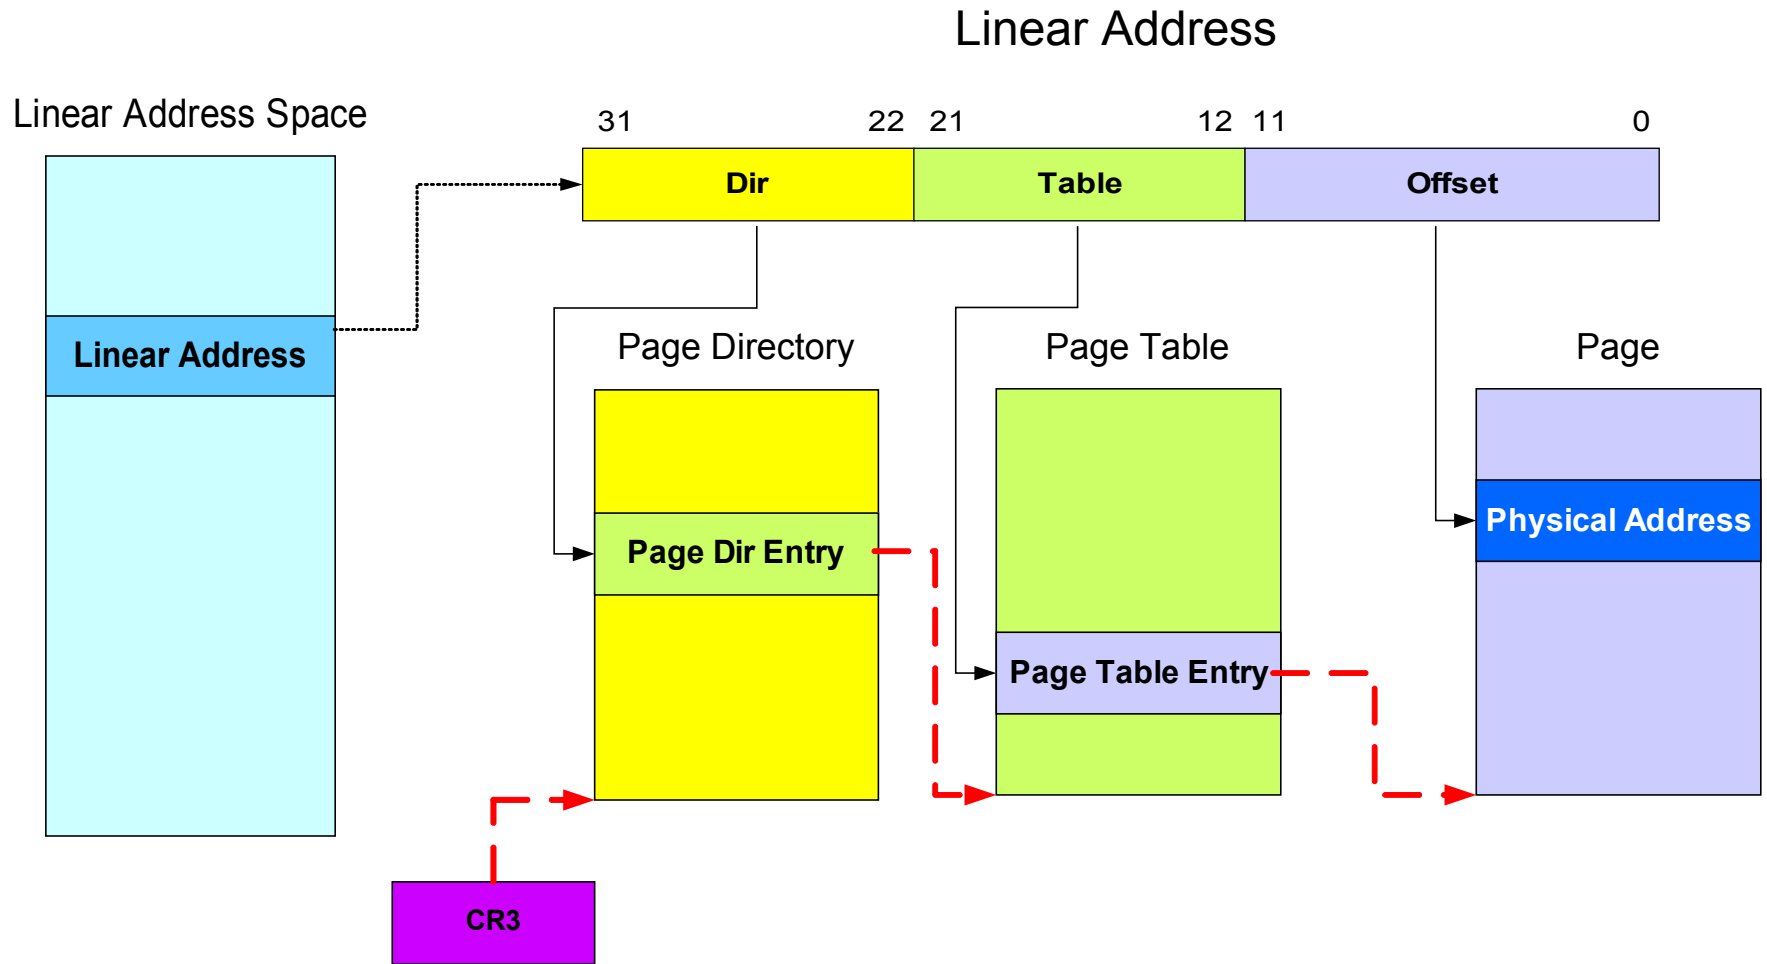 Linear Address
Linear Address Space
31 22 21 12 11 0
Dir Table Offset
Linear Address
Page Directory Page Table Page
Physical Address
Page Dir Entry
Page Table Entry
CR3